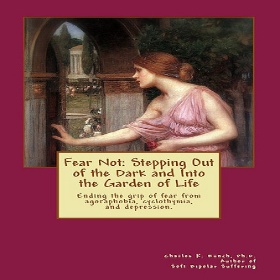 Fear Not: Stepping Out
of the Dark and Into
the Garden of Life
Ending the grip of fear from
agoraphobia, cyclothymia,
and depression.
Charles K. Bunch, Ph.D.
Author of
Soft Bipolar Suffering